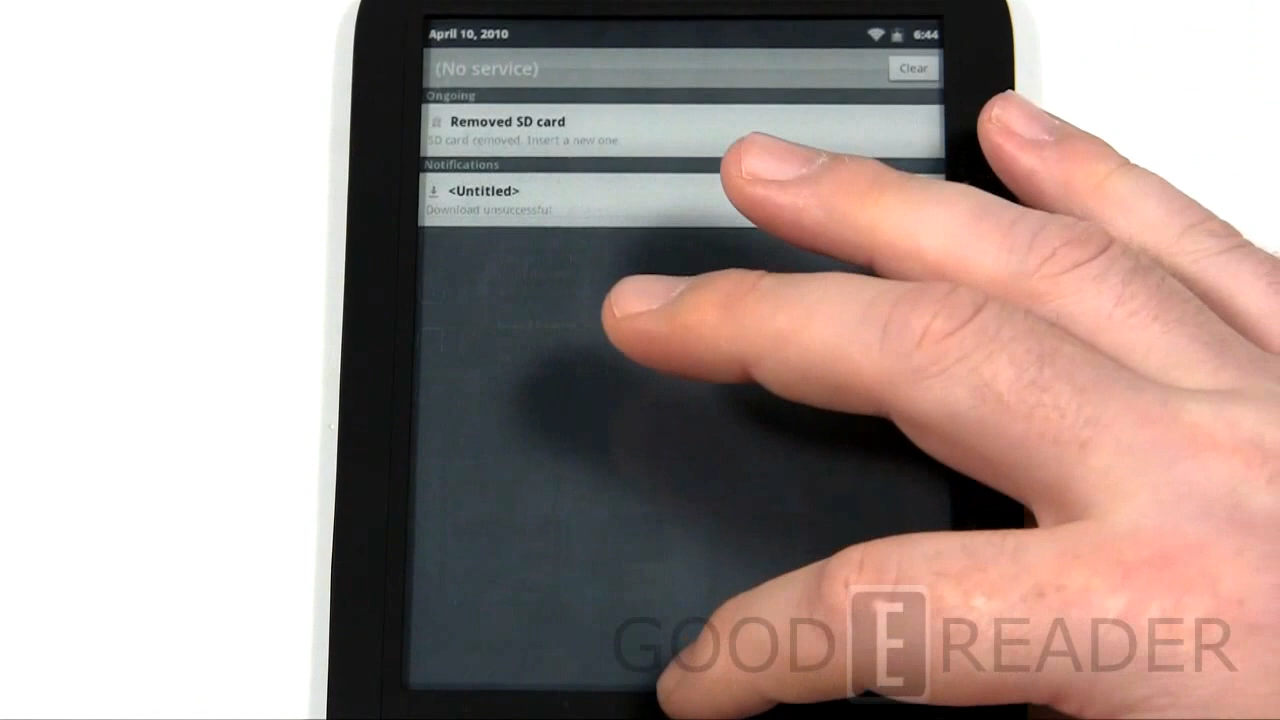 April 10, 2010 6:44
(No service) Clear
Ongoing
Removed SD card
SD card removed. Insert a new one.
Notifications
<Untitled>
Download unsuccessful
GOOD E READER